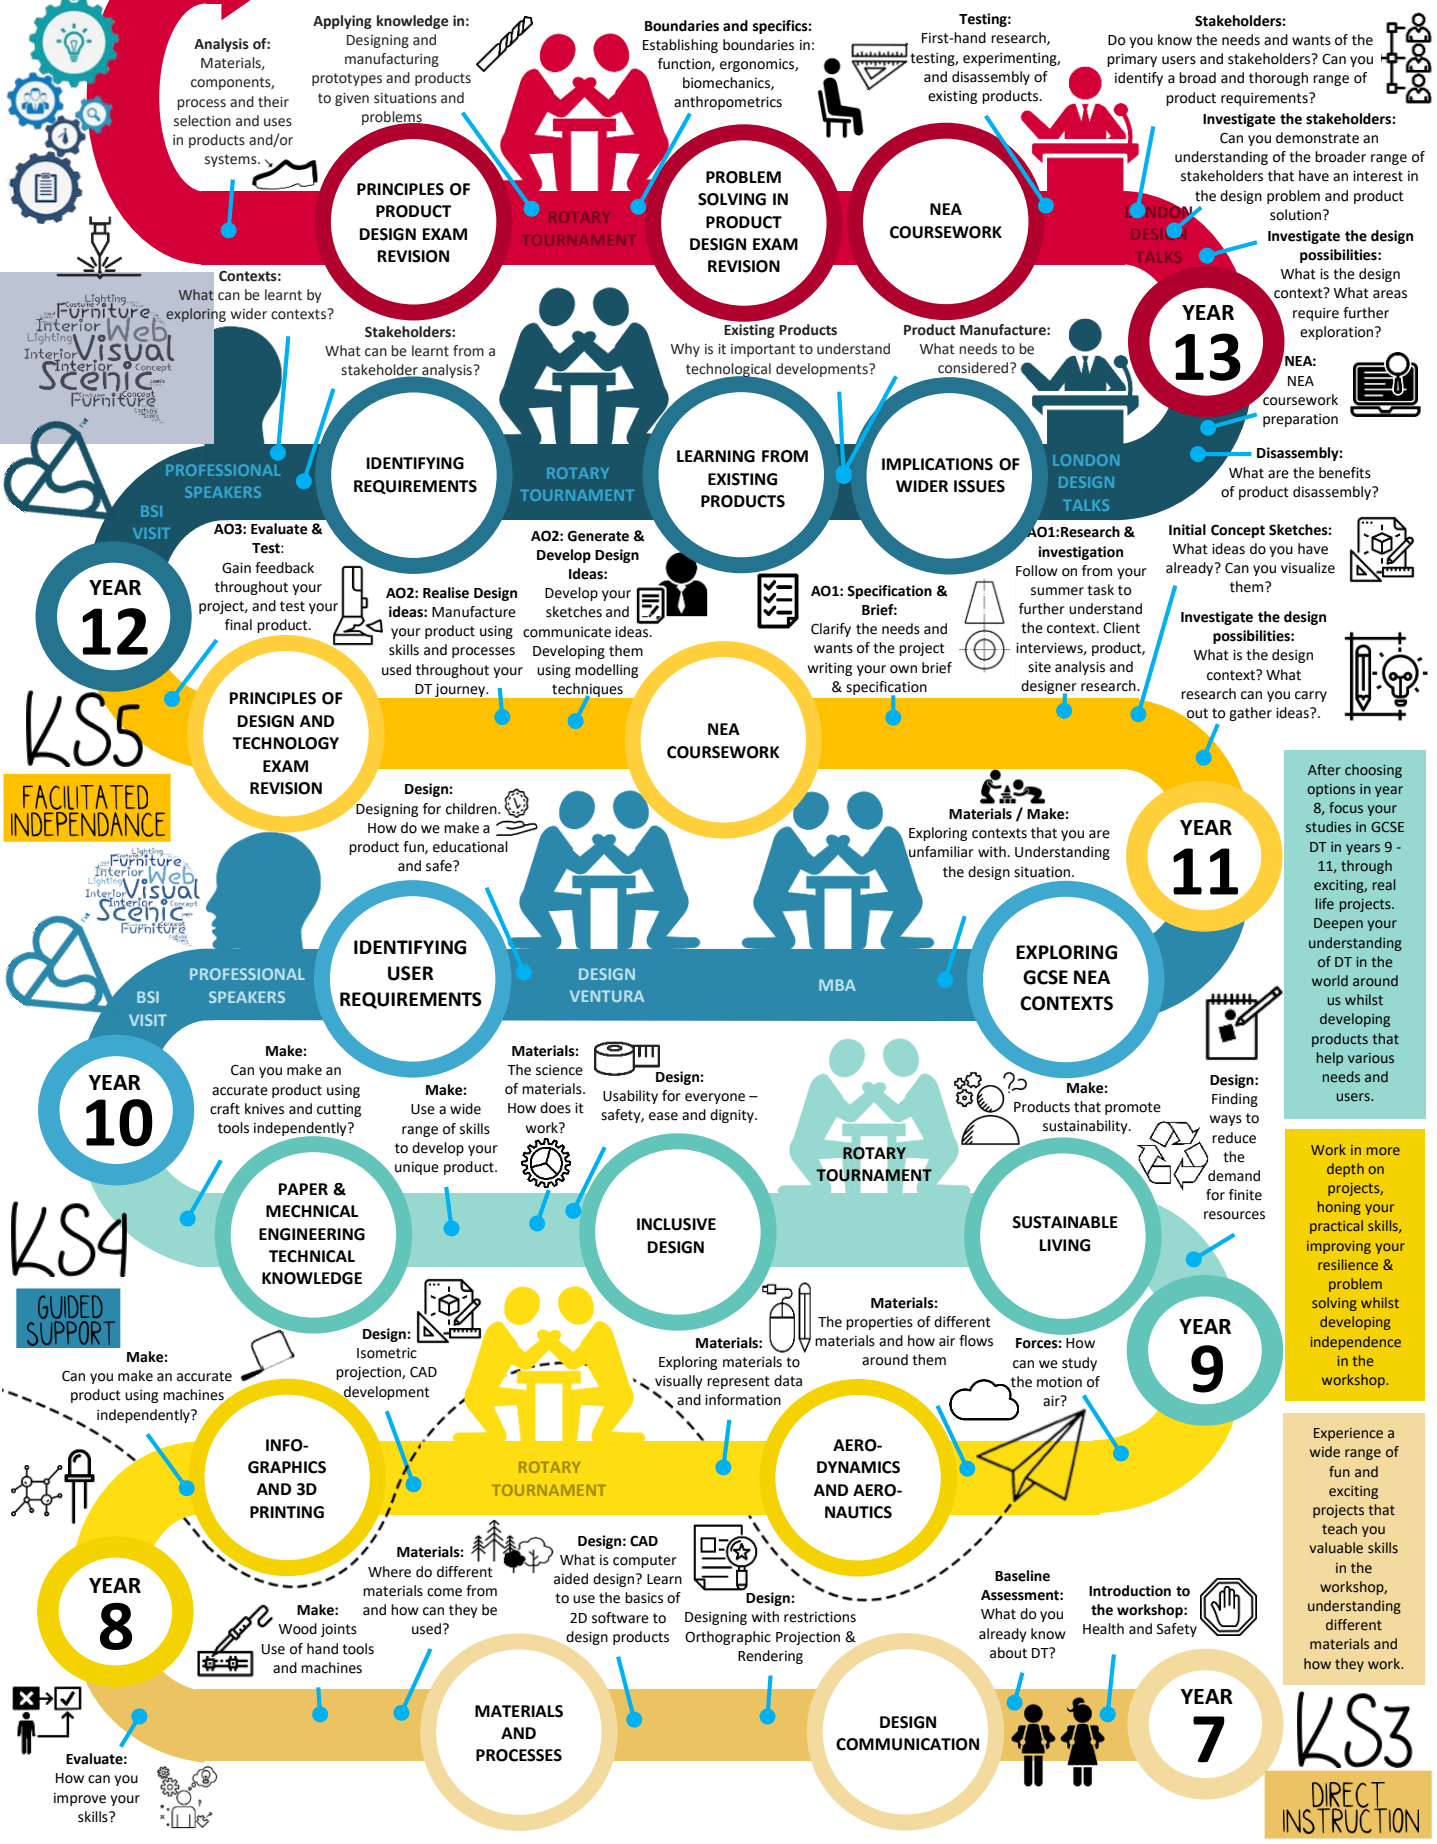 Analysis of:
Materials,
components,
process and their
selection and uses
in products and/or
systems.
Applying knowledge in:
Designing and
manufacturing
prototypes and products
to given situations and
problems
Boundaries and specifics:
Establishing boundaries in:
function, ergonomics,
biomechanics,
anthropometrics
Testing:
First-hand research,
testing, experimenting,
and disassembly of
existing products.
Stakeholders:
Do you know the needs and wants of the
primary users and stakeholders? Can you
identify a broad and thorough range of
product requirements?
Investigate the stakeholders:
Can you demonstrate an
understanding of the broader range of
stakeholders that have an interest in
the design problem and product
solution?
Investigate the design
possibilities:
What is the design
context? What areas
require further
exploration?
PRINCIPLES OF
PRODUCT
DESIGN EXAM
REVISION
ROTARY
TOURNAMENT
PROBLEM
SOLVING IN
PRODUCT
DESIGN EXAM
REVISION
NEA
COURSEWORK
LONDON
DESIGN
TALKS
YEAR
13
Contexts:
What can be learnt by
exploring wider contexts?
Stakeholders:
What can be learnt from a
stakeholder analysis?
Existing Products
Why is it important to understand
technological developments?
Product Manufacture:
What needs to be
considered?
NEA:
NEA
coursework
preparation
Disassembly:
What are the benefits
of product disassembly?
Lighting
Costume
Furniture
Interior Web
Lighting
Visual
Interior
Interior Concept
Scenic
Concept
Furniture
PROFESSIONAL
SPEAKERS
BSI
VISIT
IDENTIFYING
REQUIREMENTS
ROTARY
TOURNAMENT
LEARNING FROM
EXISTING
PRODUCTS
IMPLICATIONS OF
WIDER ISSUES
LONDON
DESIGN
TALKS
YEAR
12
AO3: Evaluate &
Test:
Gain feedback
throughout your
project, and test your
final product.
AO2: Realise Design
ideas: Manufacture
your product using
skills and processes
used throughout your
DT journey.
AO2: Generate &
Develop Design
Ideas:
Develop your
sketches and
communicate ideas.
Developing them
using modelling
techniques
AO1: Specification &
Brief:
Clarify the needs and
wants of the project
writing your own brief
& specification
AO1:Research &
investigation
Follow on from your
summer task to
further understand
the context. Client
interviews, product,
site analysis and
designer research.
Initial Concept Sketches:
What ideas do you have
already? Can you visualize
them?
Investigate the design
possibilities:
What is the design
context? What
research can you carry
out to gather ideas?.
KS5
FACILITATED
INDEPENDANCE
PRINCIPLES OF
DESIGN AND
TECHNOLOGY
EXAM
REVISION
NEA
COURSEWORK
YEAR
11
Design:
Designing for children.
How do we make a
product fun, educational
and safe?
Materials / Make:
Exploring contexts that you are
unfamiliar with. Understanding
the design situation.
After choosing
options in year
8, focus your
studies in GCSE
DT in years 9 -
11, through
exciting, real
life projects.
Deepen your
understanding
of DT in the
world around
us whilst
developing
products that
help various
needs and
users.
Lighting
Furniture
Interior Web
Lighting
Visual
Interior
Interior Concept
Scenic
Concept
Furniture
PROFESSIONAL
SPEAKERS
BSI
VISIT
IDENTIFYING
USER
REQUIREMENTS
DESIGN
VENTURA
MBA
EXPLORING
GCSE NEA
CONTEXTS
YEAR
10
Make:
Can you make an
accurate product using
craft knives and cutting
tools independently?
Make:
Use a wide
range of skills
to develop your
unique product.
Materials:
The science
of materials.
How does it
work?
Design:
Usability for everyone –
safety, ease and dignity.
Make:
Products that promote
sustainability.
Design:
Finding
ways to
reduce
the
demand
for finite
resources
KS4
GUIDED
SUPPORT
PAPER &
MECHNICAL
ENGINEERING
TECHNICAL
KNOWLEDGE
INCLUSIVE
DESIGN
ROTARY
TOURNAMENT
SUSTAINABLE
LIVING
YEAR
9
Work in more
depth on
projects,
honing your
practical skills,
improving your
resilience &
problem
solving whilst
developing
independence
in the
workshop.
Make:
Can you make an accurate
product using machines
independently?
Design:
Isometric
projection, CAD
development
Materials:
Exploring materials to
visually represent data
and information
Materials:
The properties of different
materials and how air flows
around them
Forces: How
can we study
the motion of
air?
INFO-
GRAPHICS
AND 3D
PRINTING
ROTARY
TOURNAMENT
AERO-
DYNAMICS
AND AERO-
NAUTICS
YEAR
8
Make:
Wood joints
Use of hand tools
and machines
Materials:
Where do different
materials come from
and how can they be
used?
Design: CAD
What is computer
aided design? Learn
to use the basics of
2D software to
design products
Design:
Designing with restrictions
Orthographic Projection &
Rendering
Baseline
Assessment:
What do you
already know
about DT?
Introduction to
the workshop:
Health and Safety
Experience a
wide range of
fun and
exciting
projects that
teach you
valuable skills
in the
workshop,
understanding
different
materials and
how they work.
Evaluate:
How can you
improve your
skills?
MATERIALS
AND
PROCESSES
DESIGN
COMMUNICATION
YEAR
7
KS3
DIRECT
INSTRUCTION